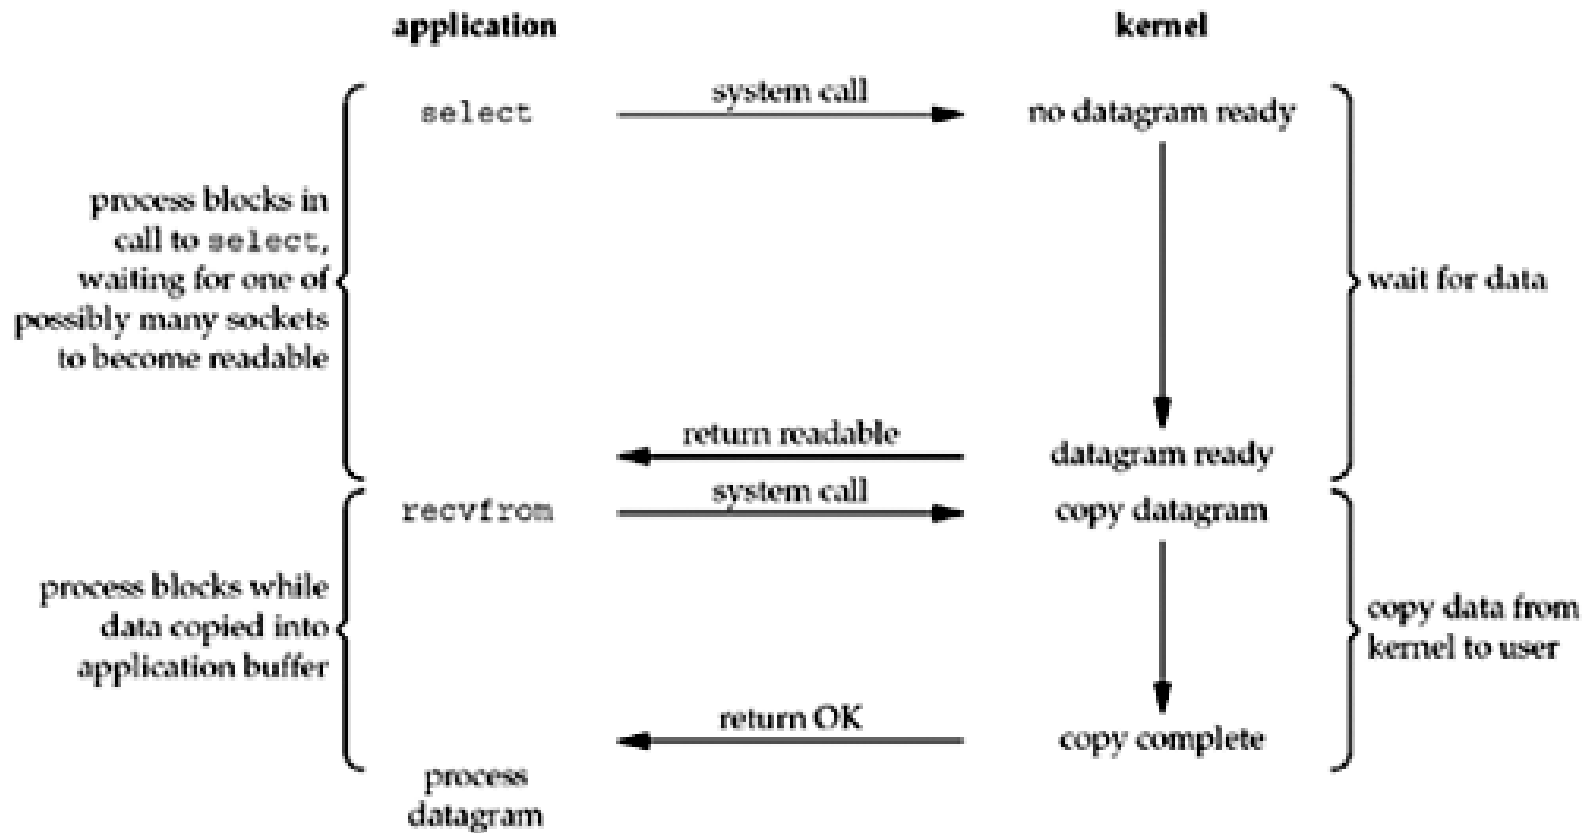 application
kernel
select
system call
no datagram ready
process blocks in
call to select,
waiting for one of
possibly many sockets
to become readable
wait for data
return readable
datagram ready
recvfrom
system call
copy datagram
process blocks while
data copied into
application buffer
copy data from
kernel to user
return OK
copy complete
process
datagram